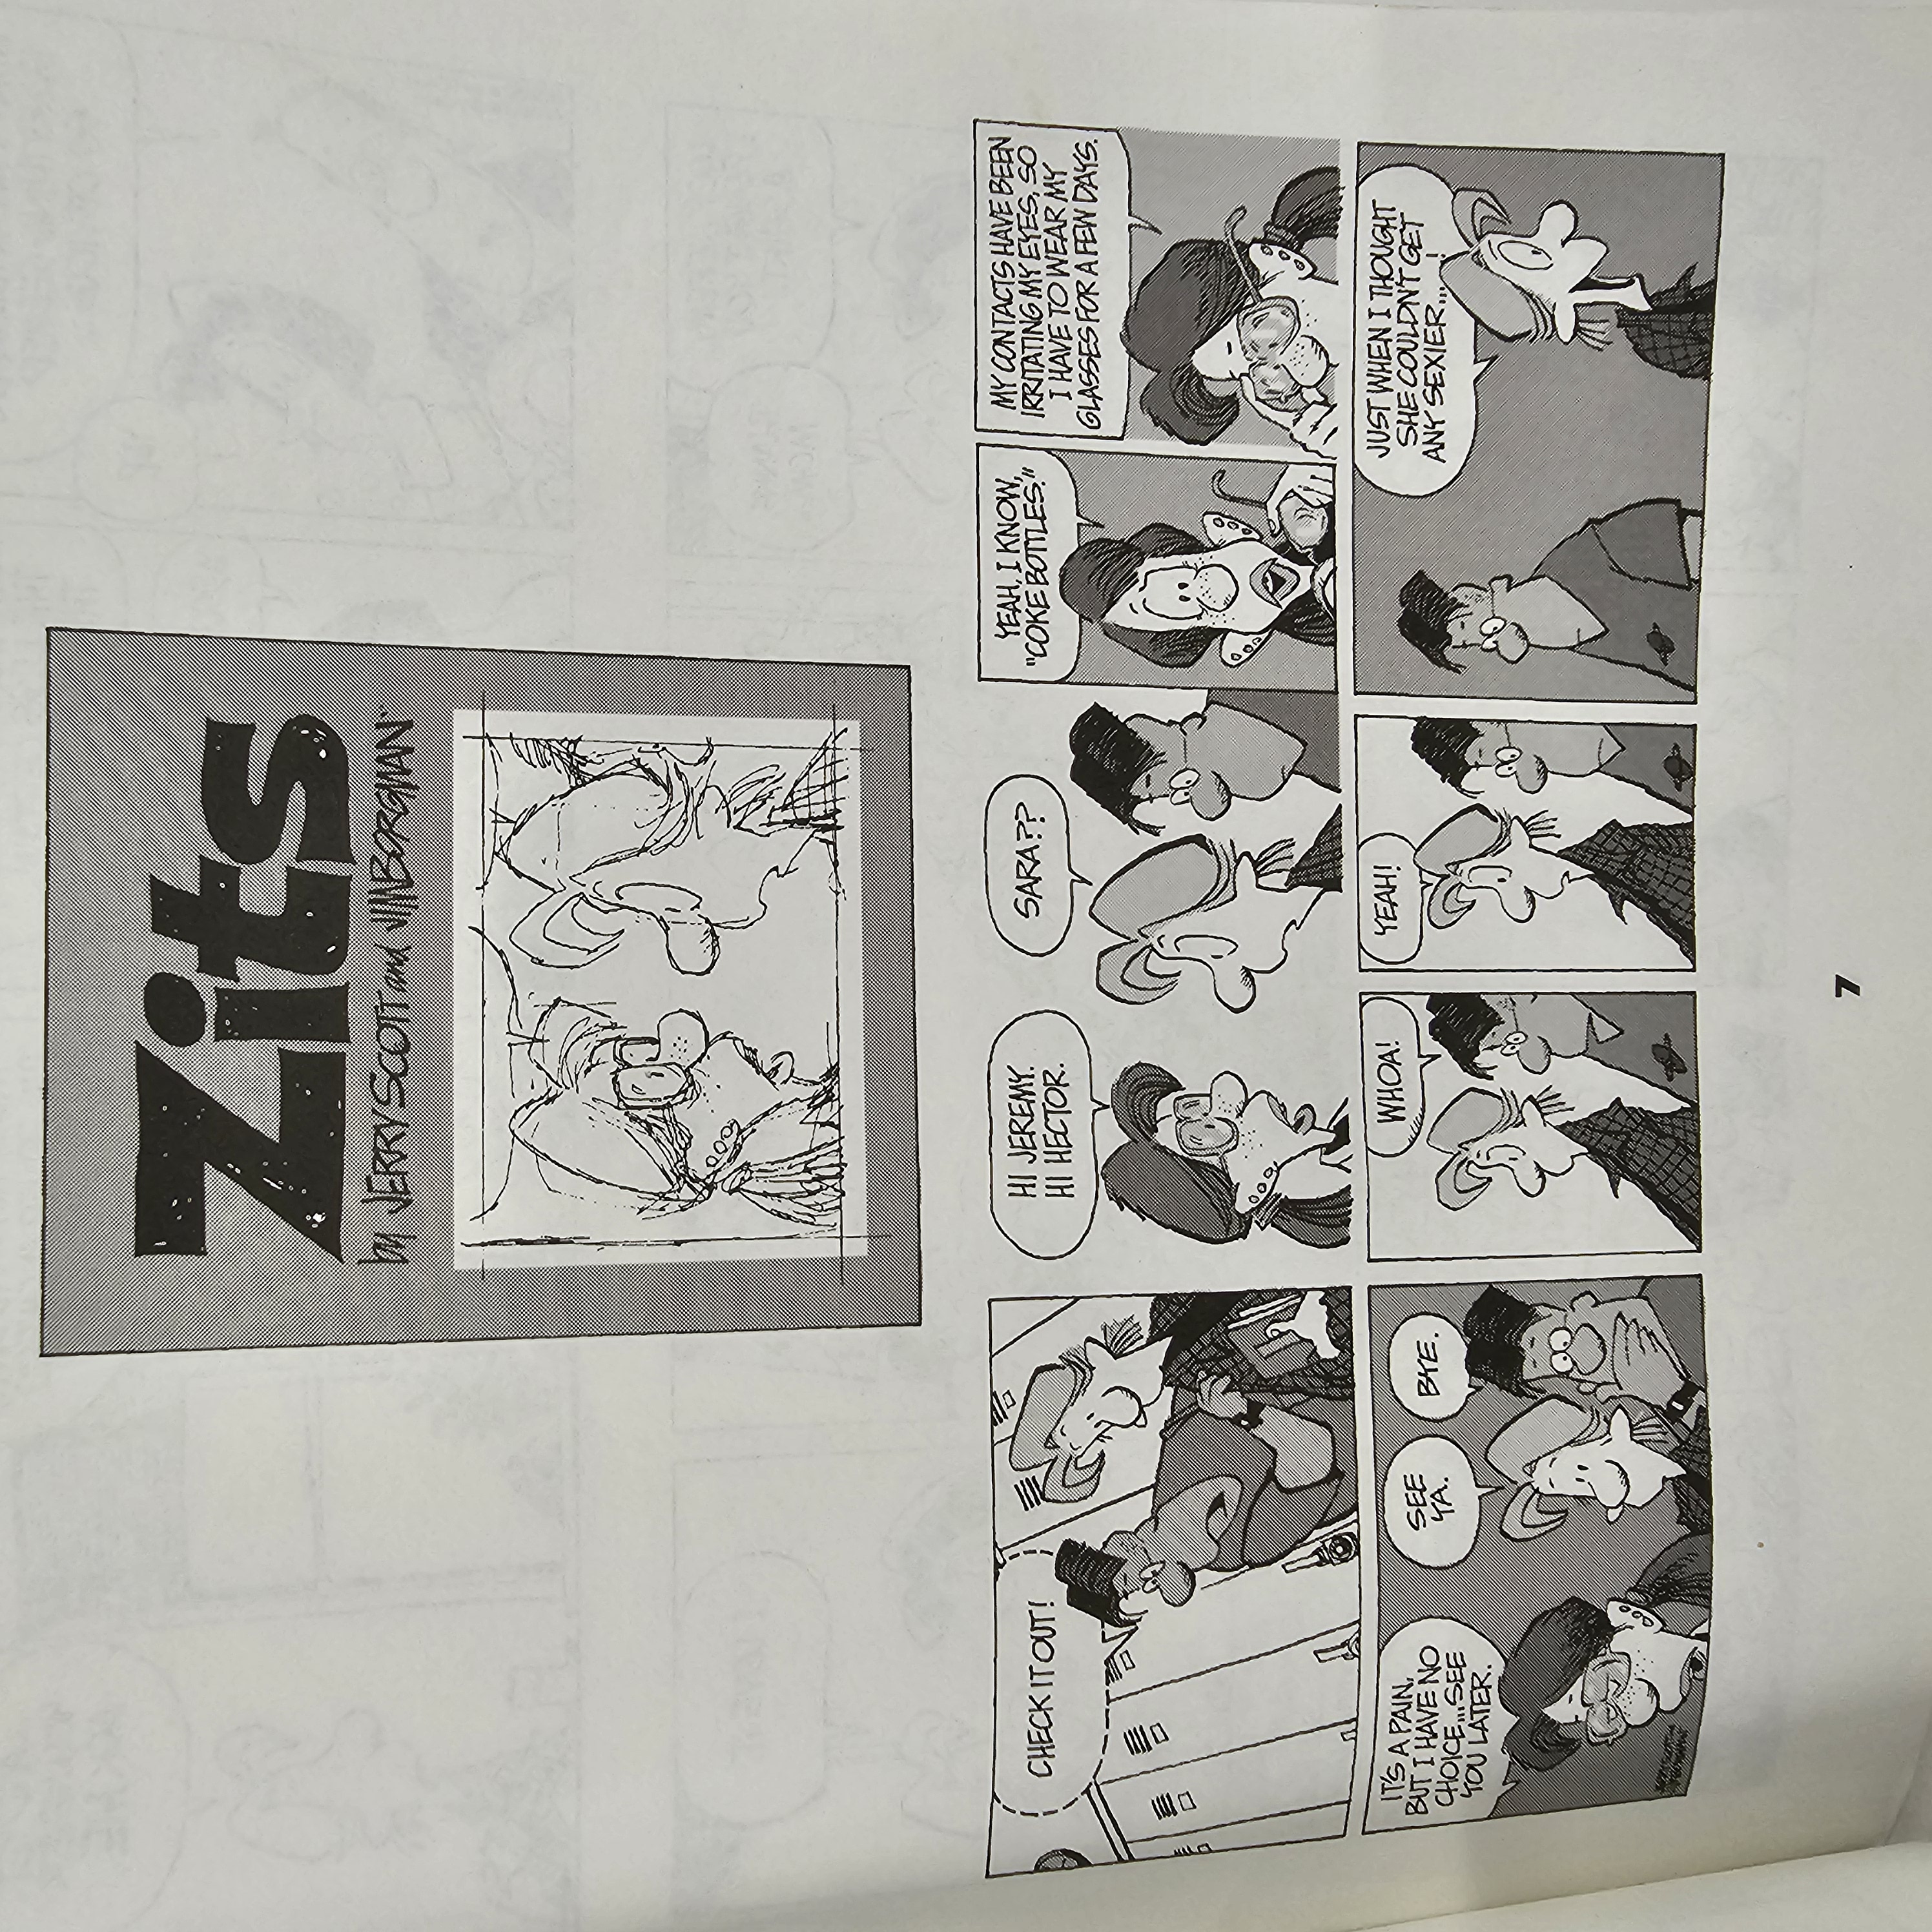 Zits
by JERRY SCOTT and JIM BORGMAN
CHECK IT OUT!
HI JEREMY.
HI HECTOR.
SARA??
YEAH, I KNOW,
"COKE BOTTLES."
MY CONTACTS HAVE BEEN
IRRITATING MY EYES, SO
I HAVE TO WEAR MY
GLASSES FOR A FEW DAYS.
IT'S A PAIN,
BUT I HAVE NO
CHOICE...SEE
YOU LATER.
SEE
YA.
BYE.
WHOA!
YEAH!
JUST WHEN I THOUGHT
SHE COULDN'T GET
ANY SEXIER...!
7